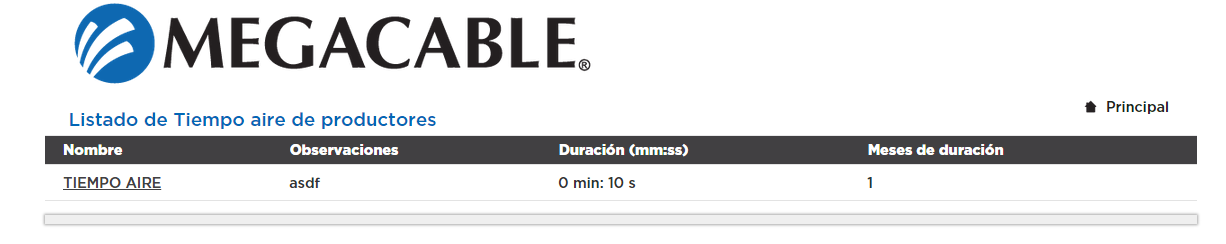 MEGACABLE®
Principal
Listado de Tiempo aire de productores
Nombre Observaciones Duración (mm:ss) Meses de duración
TIEMPO AIRE asdf 0 min: 10 s 1